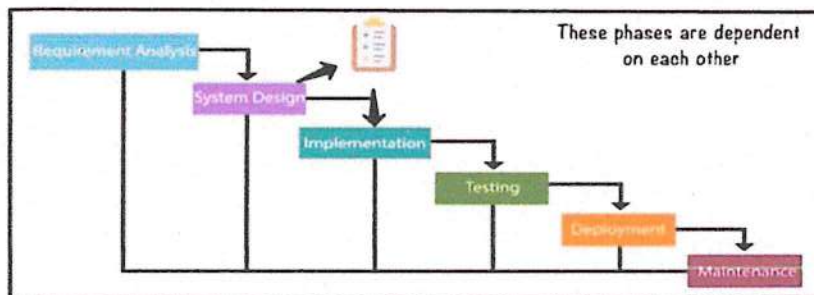 Requirement Analysis
These phases are dependent
on each other
System Design
Implementation
Testing
Deployment
Maintenance